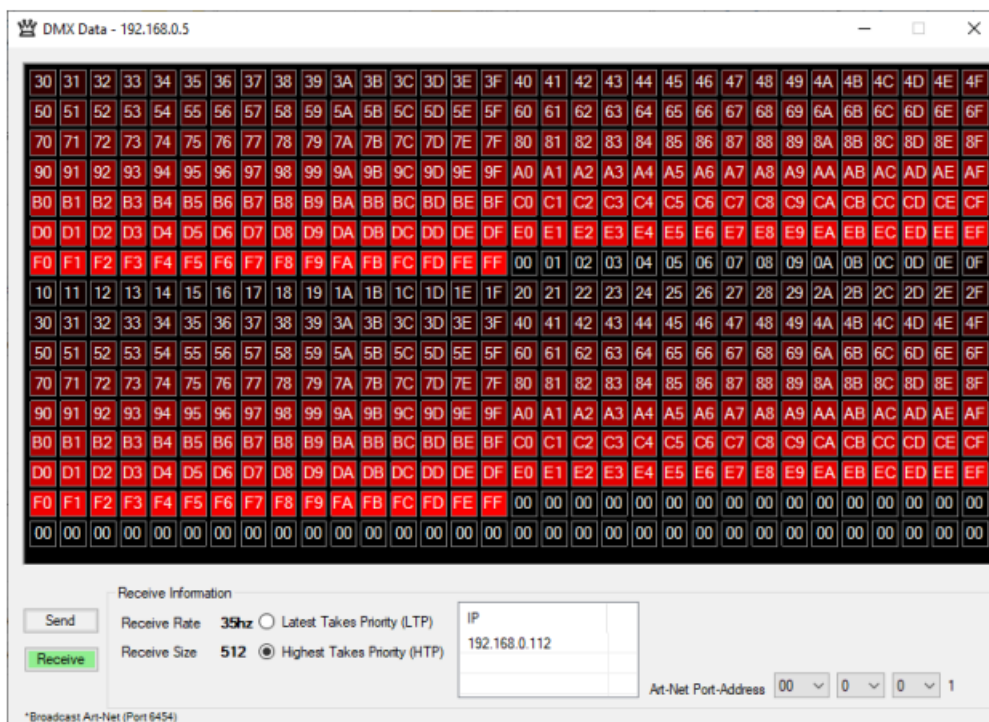 DMX Data - 192.168.0.5
30 31 32 33 34 35 36 37 38 39 3A 3B 3C 3D 3E 3F 40 41 42 43 44 45 46 47 48 49 4A 4B 4C 4D 4E 4F
50 51 52 53 54 55 56 57 58 59 5A 5B 5C 5D 5E 5F 60 61 62 63 64 65 66 67 68 69 6A 6B 6C 6D 6E 6F
70 71 72 73 74 75 76 77 78 79 7A 7B 7C 7D 7E 7F 80 81 82 83 84 85 86 87 88 89 8A 8B 8C 8D 8E 8F
90 91 92 93 94 95 96 97 98 99 9A 9B 9C 9D 9E 9F A0 A1 A2 A3 A4 A5 A6 A7 A8 A9 AA AB AC AD AE AF
B0 B1 B2 B3 B4 B5 B6 B7 B8 B9 BA BB BC BD BE BF C0 C1 C2 C3 C4 C5 C6 C7 C8 C9 CA CB CC CD CE CF
D0 D1 D2 D3 D4 D5 D6 D7 D8 D9 DA DB DC DD DE DF E0 E1 E2 E3 E4 E5 E6 E7 E8 E9 EA EB EC ED EE EF
F0 F1 F2 F3 F4 F5 F6 F7 F8 F9 FA FB FC FD FE FF 00 01 02 03 04 05 06 07 08 09 0A 0B 0C 0D 0E 0F
10 11 12 13 14 15 16 17 18 19 1A 1B 1C 1D 1E 1F 20 21 22 23 24 25 26 27 28 29 2A 2B 2C 2D 2E 2F
30 31 32 33 34 35 36 37 38 39 3A 3B 3C 3D 3E 3F 40 41 42 43 44 45 46 47 48 49 4A 4B 4C 4D 4E 4F
50 51 52 53 54 55 56 57 58 59 5A 5B 5C 5D 5E 5F 60 61 62 63 64 65 66 67 68 69 6A 6B 6C 6D 6E 6F
70 71 72 73 74 75 76 77 78 79 7A 7B 7C 7D 7E 7F 80 81 82 83 84 85 86 87 88 89 8A 8B 8C 8D 8E 8F
90 91 92 93 94 95 96 97 98 99 9A 9B 9C 9D 9E 9F A0 A1 A2 A3 A4 A5 A6 A7 A8 A9 AA AB AC AD AE AF
B0 B1 B2 B3 B4 B5 B6 B7 B8 B9 BA BB BC BD BE BF C0 C1 C2 C3 C4 C5 C6 C7 C8 C9 CA CB CC CD CE CF
D0 D1 D2 D3 D4 D5 D6 D7 D8 D9 DA DB DC DD DE DF E0 E1 E2 E3 E4 E5 E6 E7 E8 E9 EA EB EC ED EE EF
F0 F1 F2 F3 F4 F5 F6 F7 F8 F9 FA FB FC FD FE FF 00 00 00 00 00 00 00 00 00 00 00 00 00 00 00 00
00 00 00 00 00 00 00 00 00 00 00 00 00 00 00 00 00 00 00 00 00 00 00 00 00 00 00 00 00 00 00 00
Receive Information
Send
Receive Rate 35hz Latest Takes Priority (LTP)
IP
Receive
Receive Size 512 Highest Takes Priority (HTP)
192.168.0.112
Art-Net Port-Address 00 0 0 1
*Broadcast Art-Net (Port 6454)